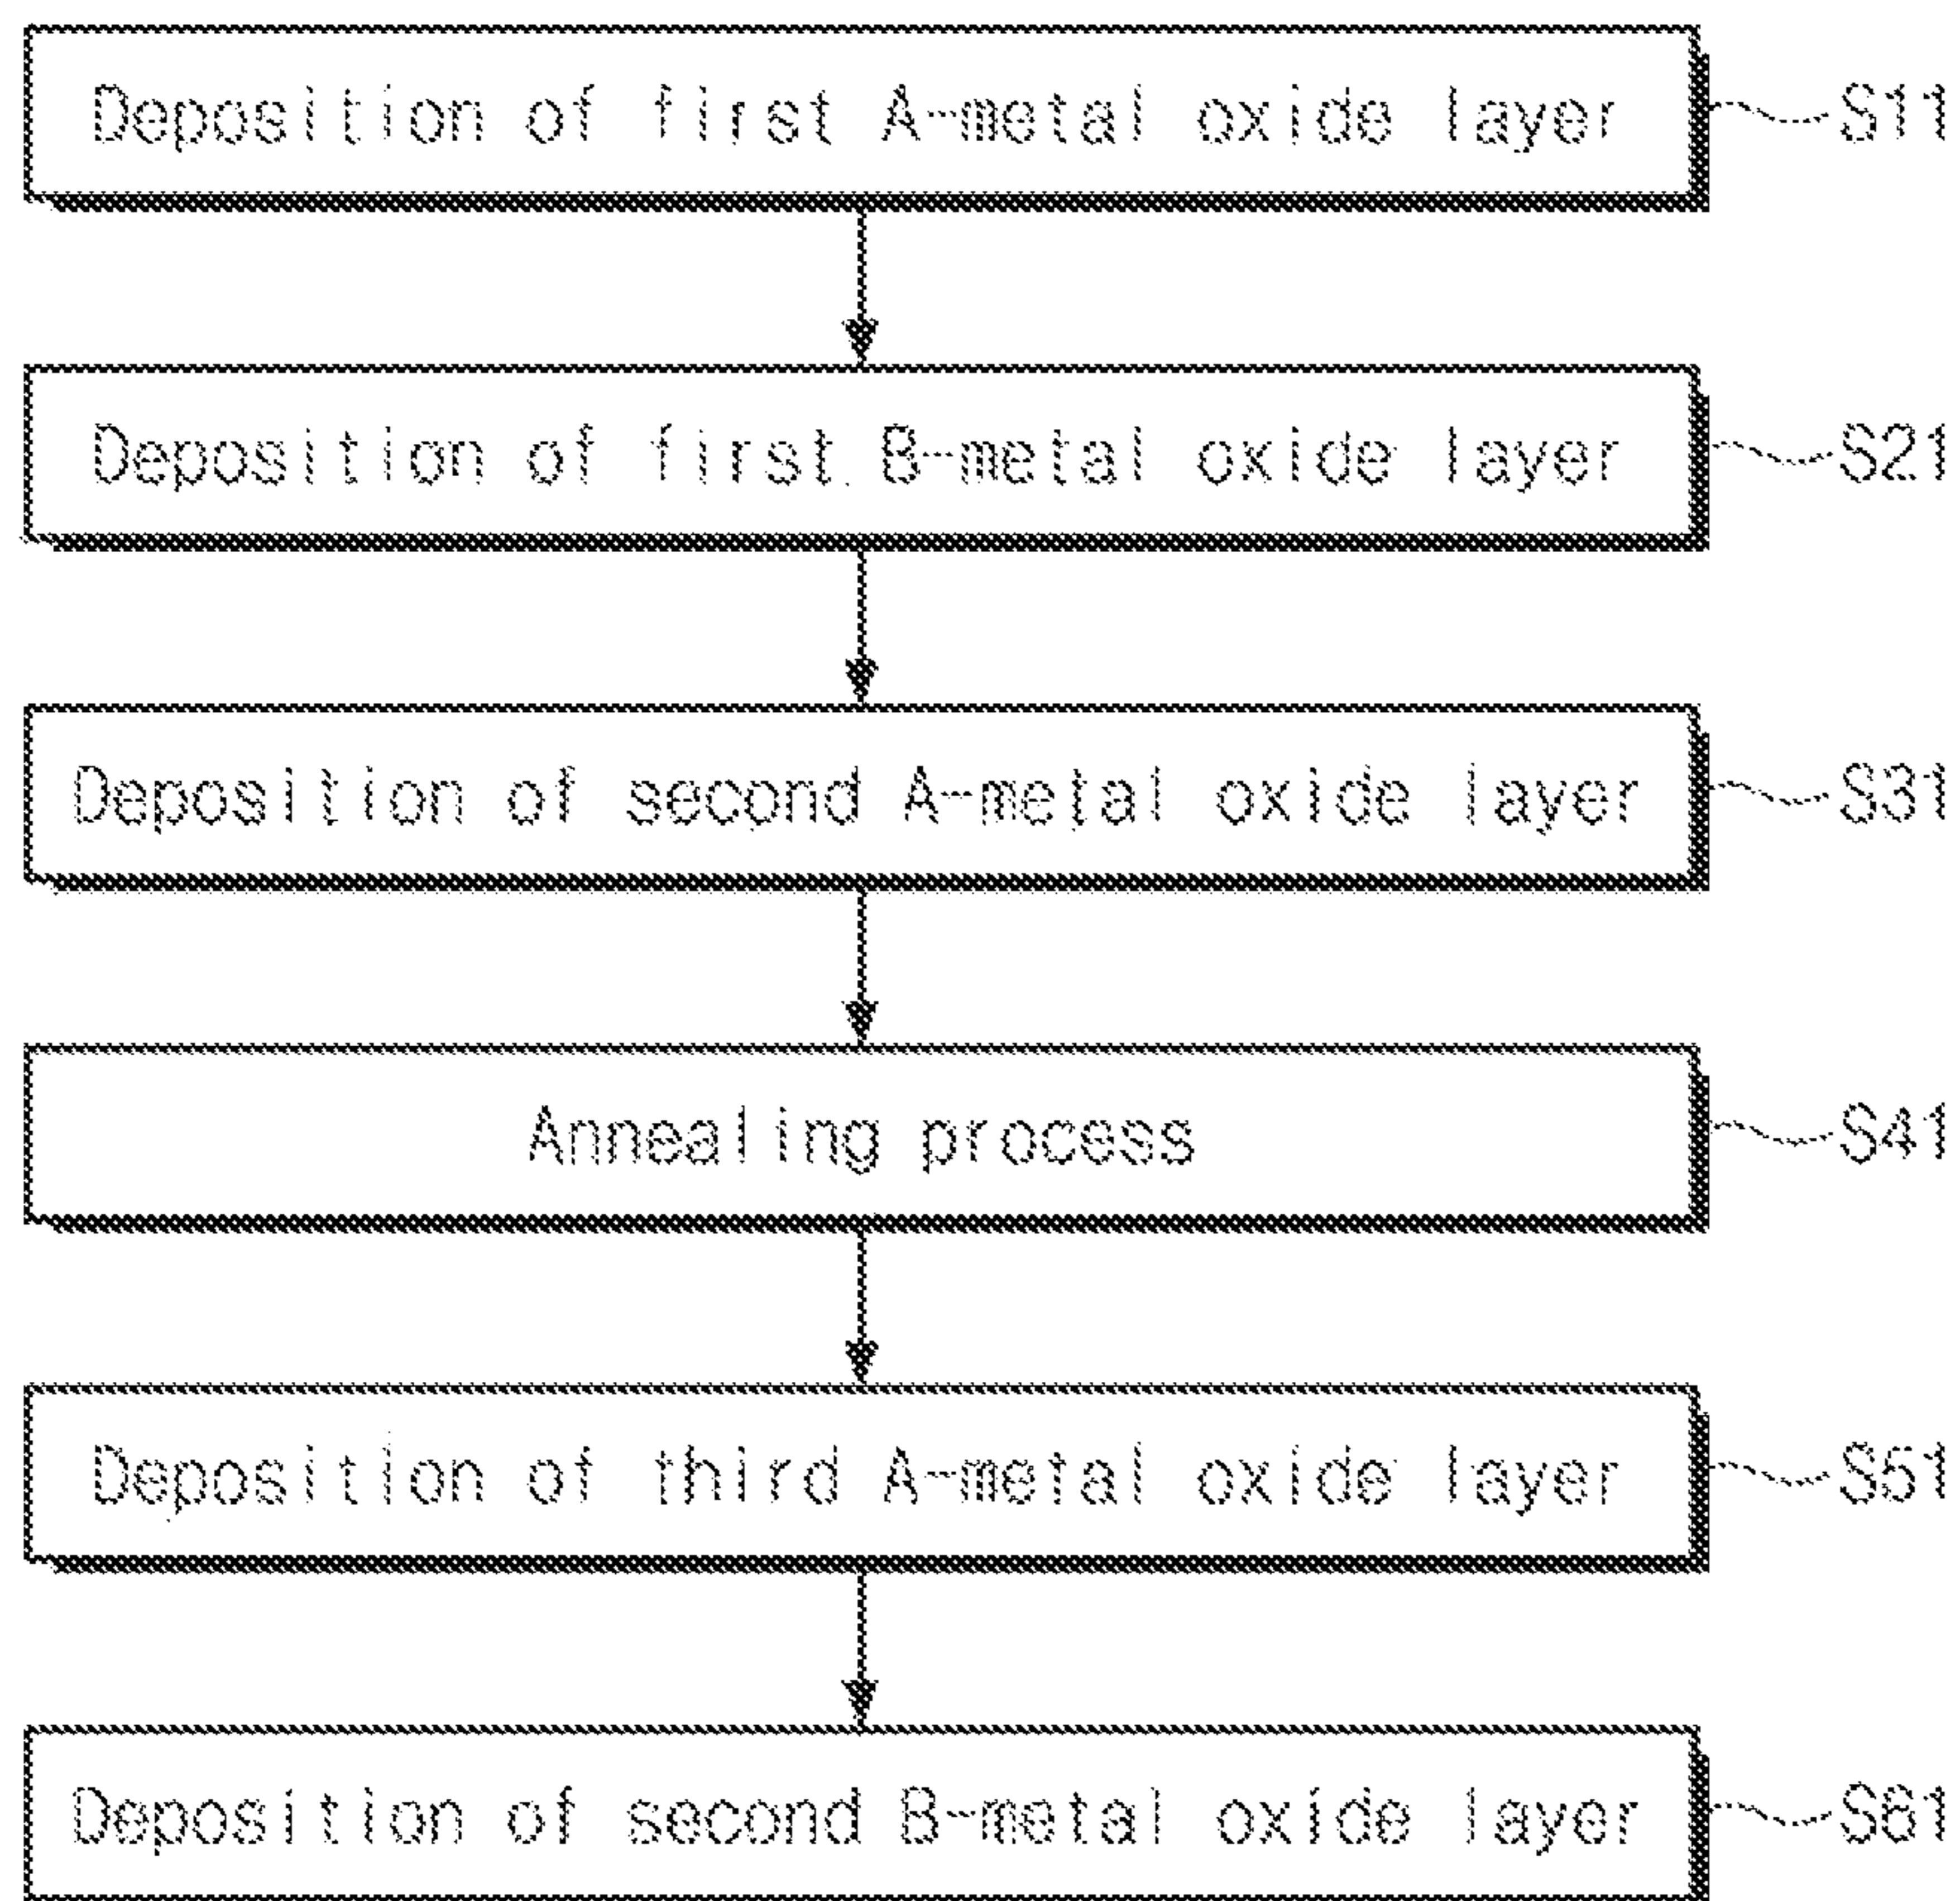 Deposition of first A-metal oxide layer S11
Deposition of first B-metal oxide layer S21
Deposition of second A-metal oxide layer S31
Annealing process S41
Deposition of third A-metal oxide layer S51
Deposition of second B-metal oxide layer S61